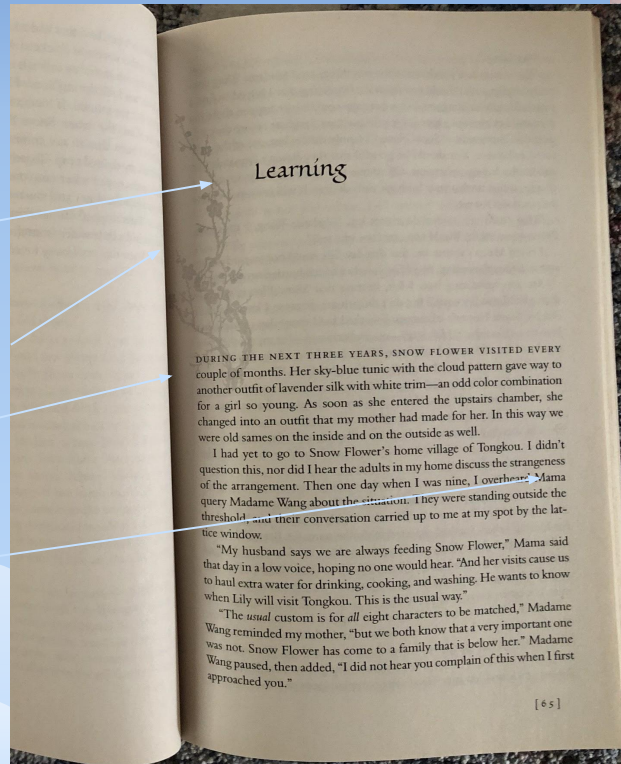 Learning
DURING THE NEXT THREE YEARS, SNOW FLOWER VISITED EVERY
couple of months. Her sky-blue tunic with the cloud pattern gave way to
another outfit of lavender silk with white trim—an odd color combination
for a girl so young. As soon as she entered the upstairs chamber, she
changed into an outfit that my mother had made for her. In this way we
were old sames on the inside and on the outside as well.
I had yet to go to Snow Flower's home village of Tongkou. I didn't
question this, nor did I hear the adults in my home discuss the strangeness
of the arrangement. Then one day when I was nine, I overheard Mama
query Madame Wang about the situation. They were standing outside the
threshold, and their conversation carried up to me at my spot by the lat-
tice window.
"My husband says we are always feeding Snow Flower," Mama said
that day in a low voice, hoping no one would hear. "And her visits cause us
to haul extra water for drinking, cooking, and washing. He wants to know
when Lily will visit Tongkou. This is the usual way."
"The usual custom is for all eight characters to be matched," Madame
Wang reminded my mother, "but we both know that a very important one
was not. Snow Flower has come to a family that is below her." Madame
Wang paused, then added, "I did not hear you complain of this when I first
approached you."
[65]